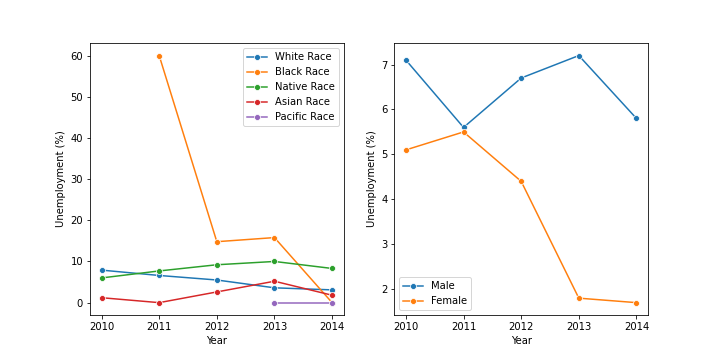 60
50
40
30
20
10
0
Unemployment (%)
2010 2011 2012 2013 2014
Year
White Race
Black Race
Native Race
Asian Race
Pacific Race
7
6
5
4
3
2
Unemployment (%)
2010 2011 2012 2013 2014
Year
Male
Female